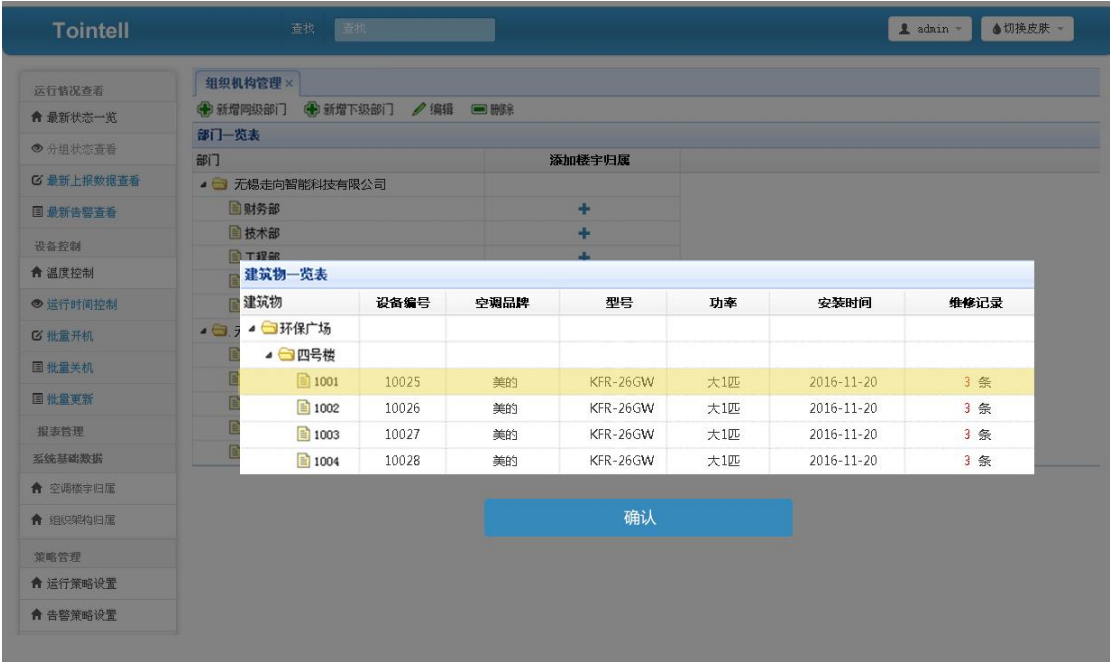 Tointell 查找 查找 admin 切换皮肤
运行情况查看
最新状态一览
分组状态查看
最新上报数据查看
最新告警查看
设备控制
温度控制
运行时间控制
批量开机
批量关机
批量更新
报表管理
系统基础数据
空调楼宇归属
组织架构归属
策略管理
运行策略设置
告警策略设置
组织机构管理 ×
新增同级部门 新增下级部门 编辑 删除
部门一览表
部门 添加楼宇归属
无锡走向智能科技有限公司
财务部
技术部
工程部
建筑物一览表
建筑物 设备编号 空调品牌 型号 功率 安装时间 维修记录
环保广场
四号楼
1001 10025 美的 KFR-26GW 大1匹 2016-11-20 3 条
1002 10026 美的 KFR-26GW 大1匹 2016-11-20 3 条
1003 10027 美的 KFR-26GW 大1匹 2016-11-20 3 条
1004 10028 美的 KFR-26GW 大1匹 2016-11-20 3 条
确认